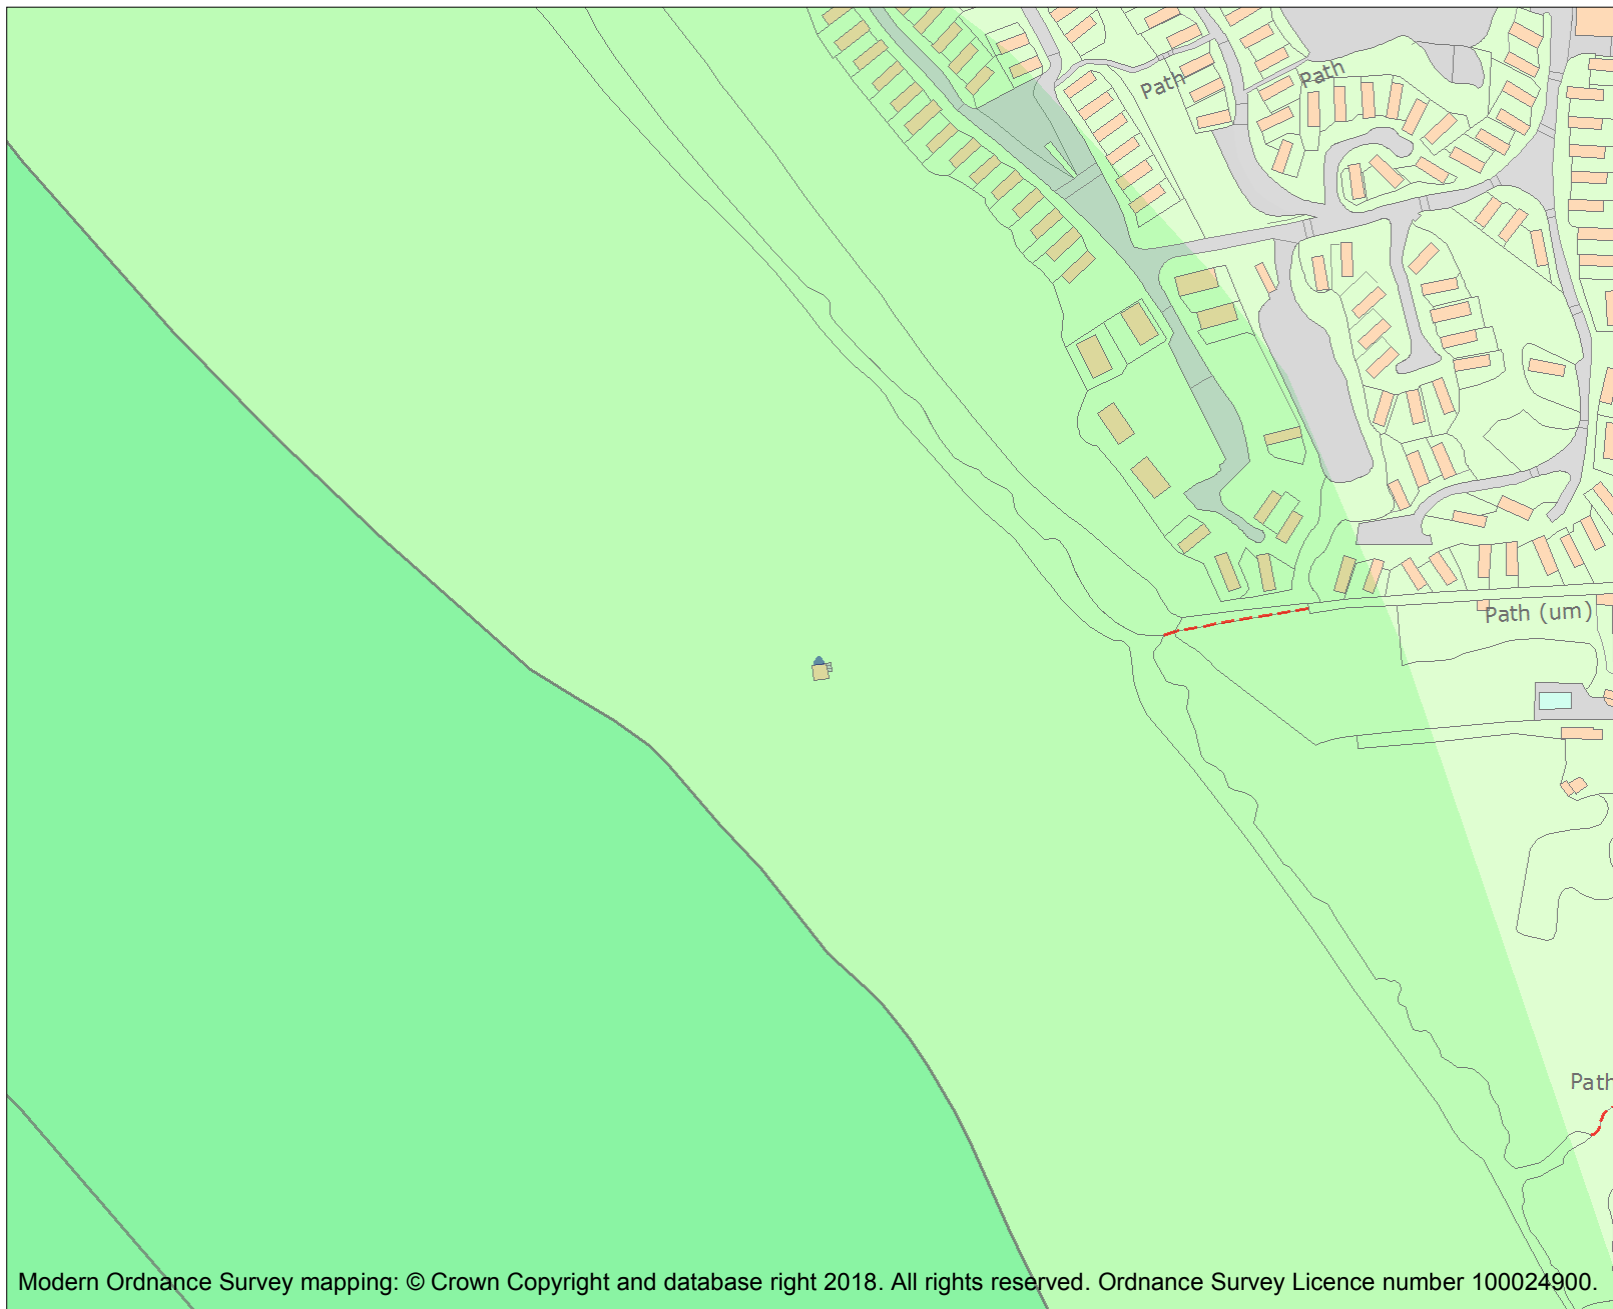 Path
Path
Path (um)
Path
Modern Ordnance Survey mapping: © Crown Copyright and database right 2018. All rights reserved. Ordnance Survey Licence number 100024900.